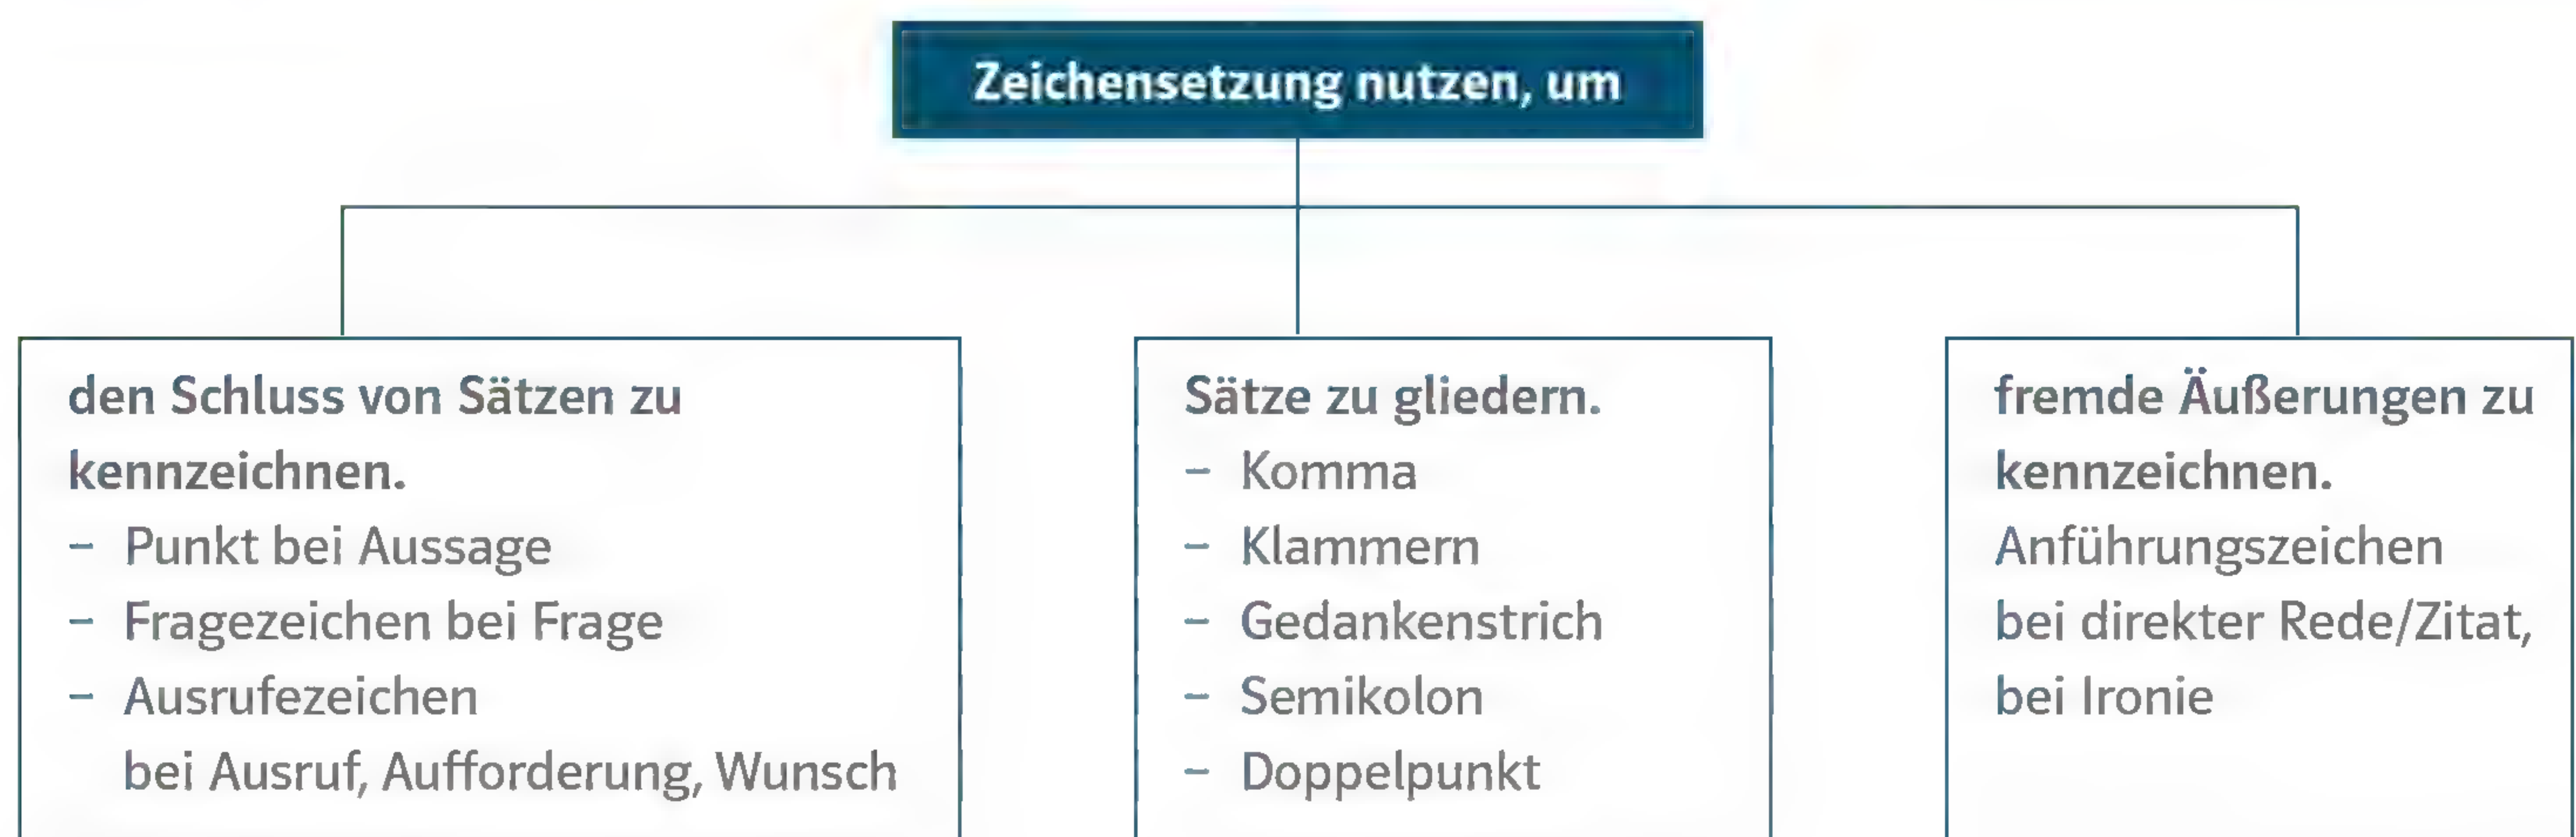 Zeichensetzung nutzen, um
den Schluss von Sätzen zu
kennzeichnen.
– Punkt bei Aussage
– Fragezeichen bei Frage
– Ausrufezeichen
bei Ausruf, Aufforderung, Wunsch
Sätze zu gliedern.
– Komma
– Klammern
– Gedankenstrich
– Semikolon
– Doppelpunkt
fremde Äußerungen zu
kennzeichnen.
Anführungszeichen
bei direkter Rede/Zitat,
bei Ironie